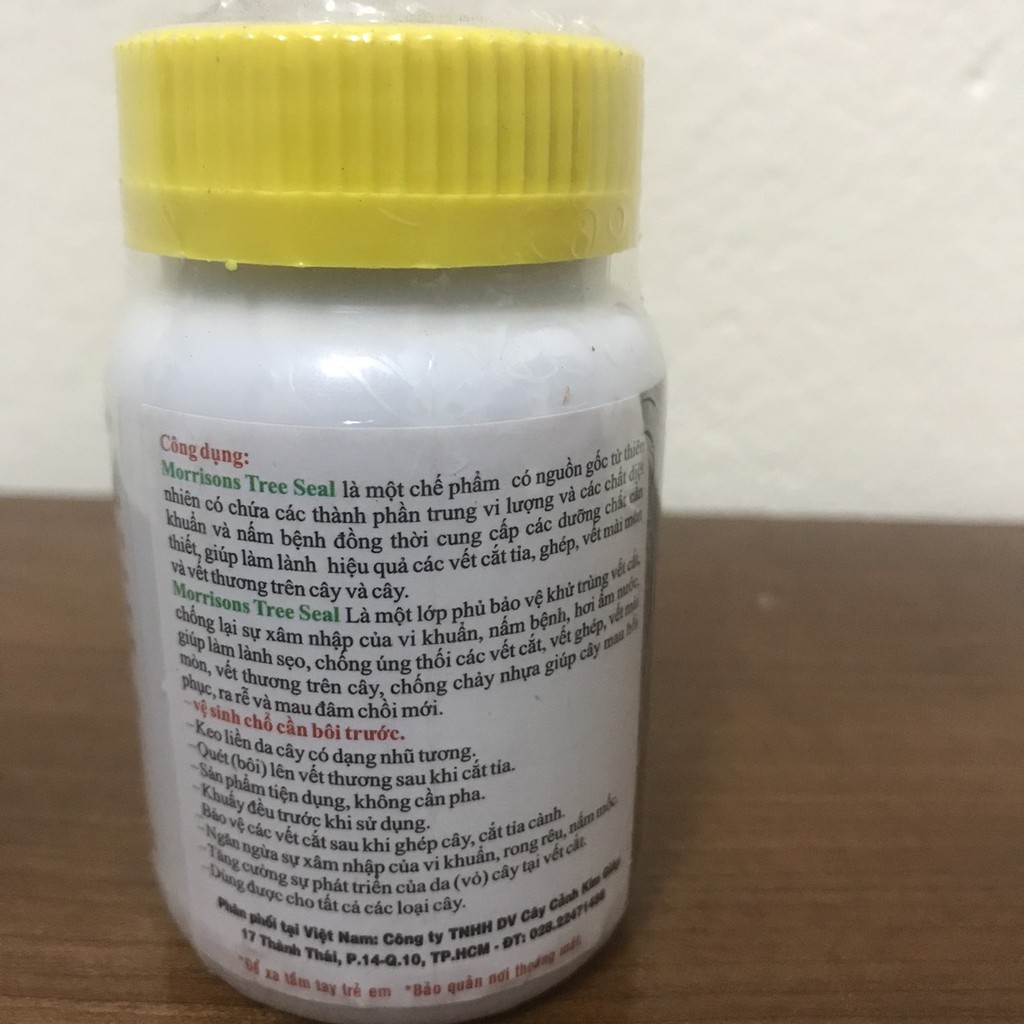 Công dụng:
Morrisons Tree Seal là một chế phẩm có nguồn gốc từ thiên
nhiên có chứa các thành phần trung vi lượng và các chất diệt
khuẩn và nấm bệnh đồng thời cung cấp các dưỡng chất cần
thiết, giúp làm lành hiệu quả các vết cắt tỉa, ghép, vết mài mòn
và vết thương trên cây và cây.
Morrisons Tree Seal Là một lớp phủ bảo vệ khử trùng vết cắt,
chống lại sự xâm nhập của vi khuẩn, nấm bệnh, hơi ẩm nước,
giúp làm lành sẹo, chống úng thối các vết cắt, vết ghép, vết mài
mòn, vết thương trên cây, chống chảy nhựa giúp cây mau hồi
phục, ra rễ và mau đâm chồi mới.
-vệ sinh chổ cần bôi trước.
-Keo liền da cây có dạng nhũ tương.
-Quét (bôi) lên vết thương sau khi cắt tỉa.
-Sản phẩm tiện dụng, không cần pha.
-Khuấy đều trước khi sử dụng.
-Bảo vệ các vết cắt sau khi ghép cây, cắt tỉa cành.
-Ngăn ngừa sự xâm nhập của vi khuẩn, rong rêu, nấm mốc.
-Tăng cường sự phát triển của da (vỏ) cây tại vết cắt.
-Dùng được cho tất cả các loại cây.
Phân phối tại Việt Nam: Công ty TNHH DV Cây Cảnh Kim
17 Thành Thái, P.14-Q.10, TP.HCM - ĐT: 028.22471488
*Để xa tầm tay trẻ em *Bảo quản nơi thoáng mát.